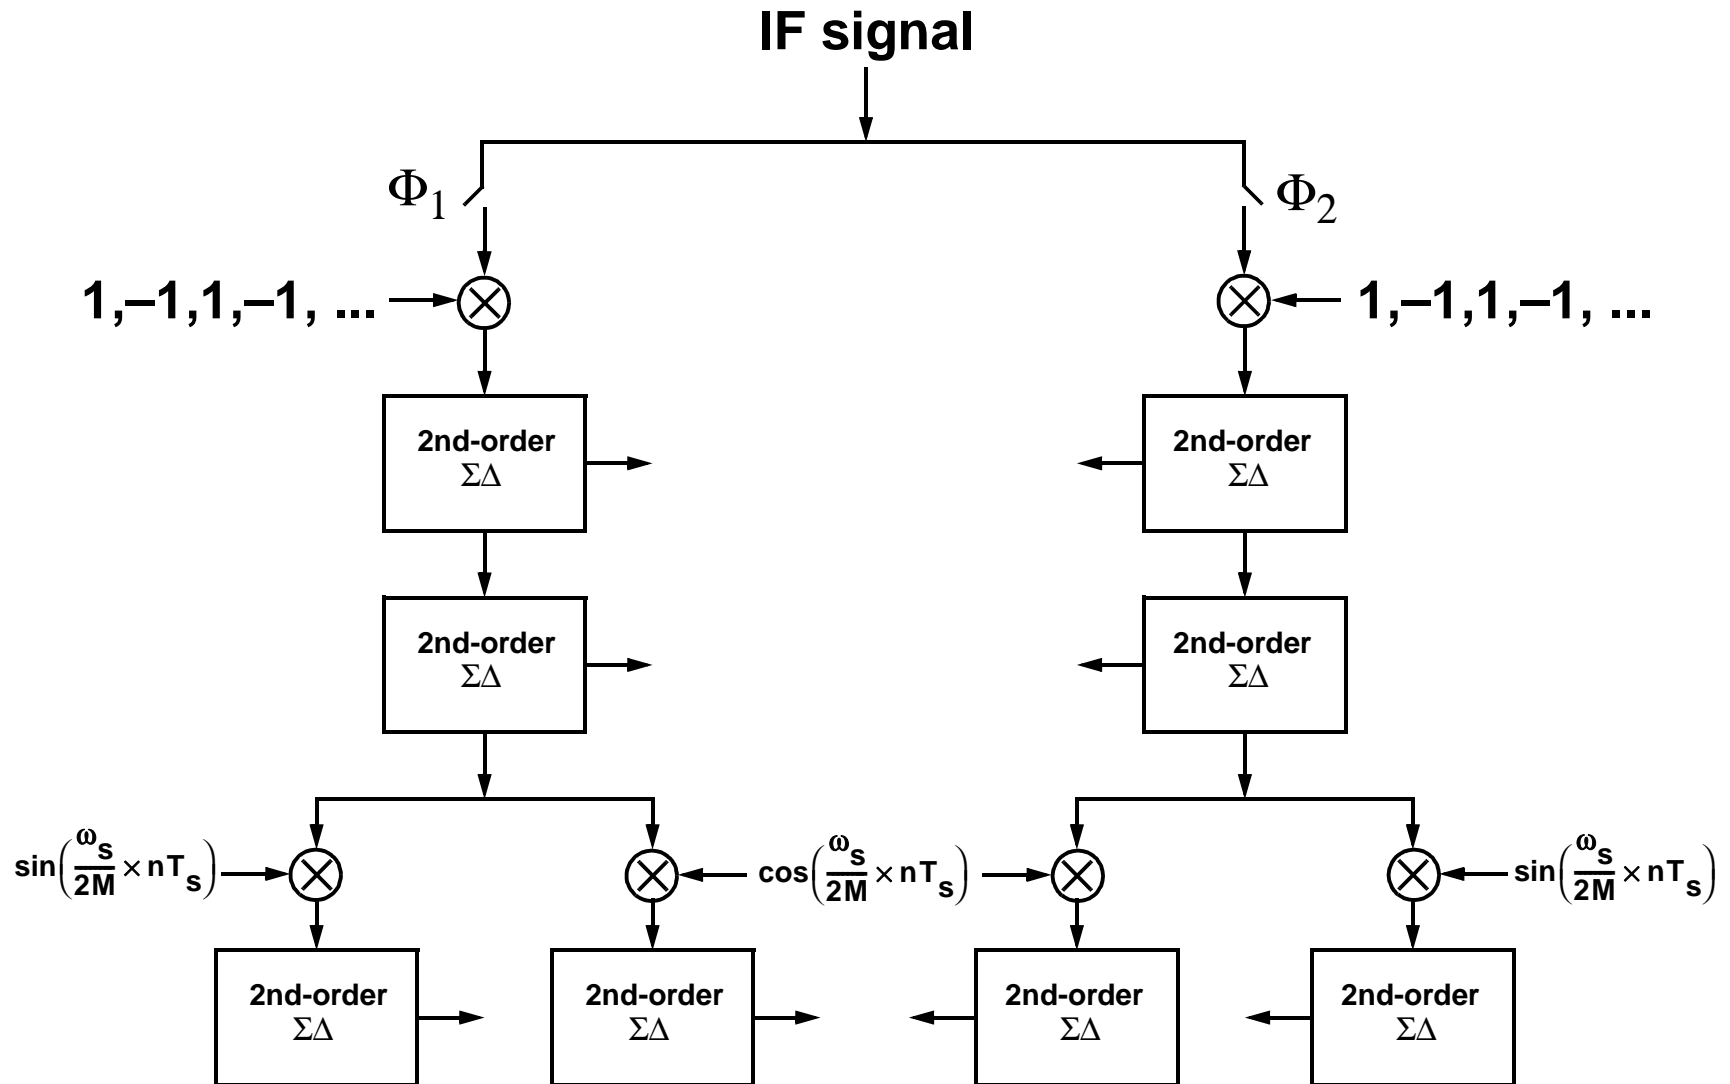 IF signal
Φ1 Φ2
1,–1,1,–1, ... 1,–1,1,–1, ...
2nd-order 2nd-order
ΣΔ ΣΔ
2nd-order 2nd-order
ΣΔ ΣΔ
sin(ωs/2M × nTs) cos(ωs/2M × nTs) sin(ωs/2M × nTs)
2nd-order 2nd-order 2nd-order 2nd-order
ΣΔ ΣΔ ΣΔ ΣΔ